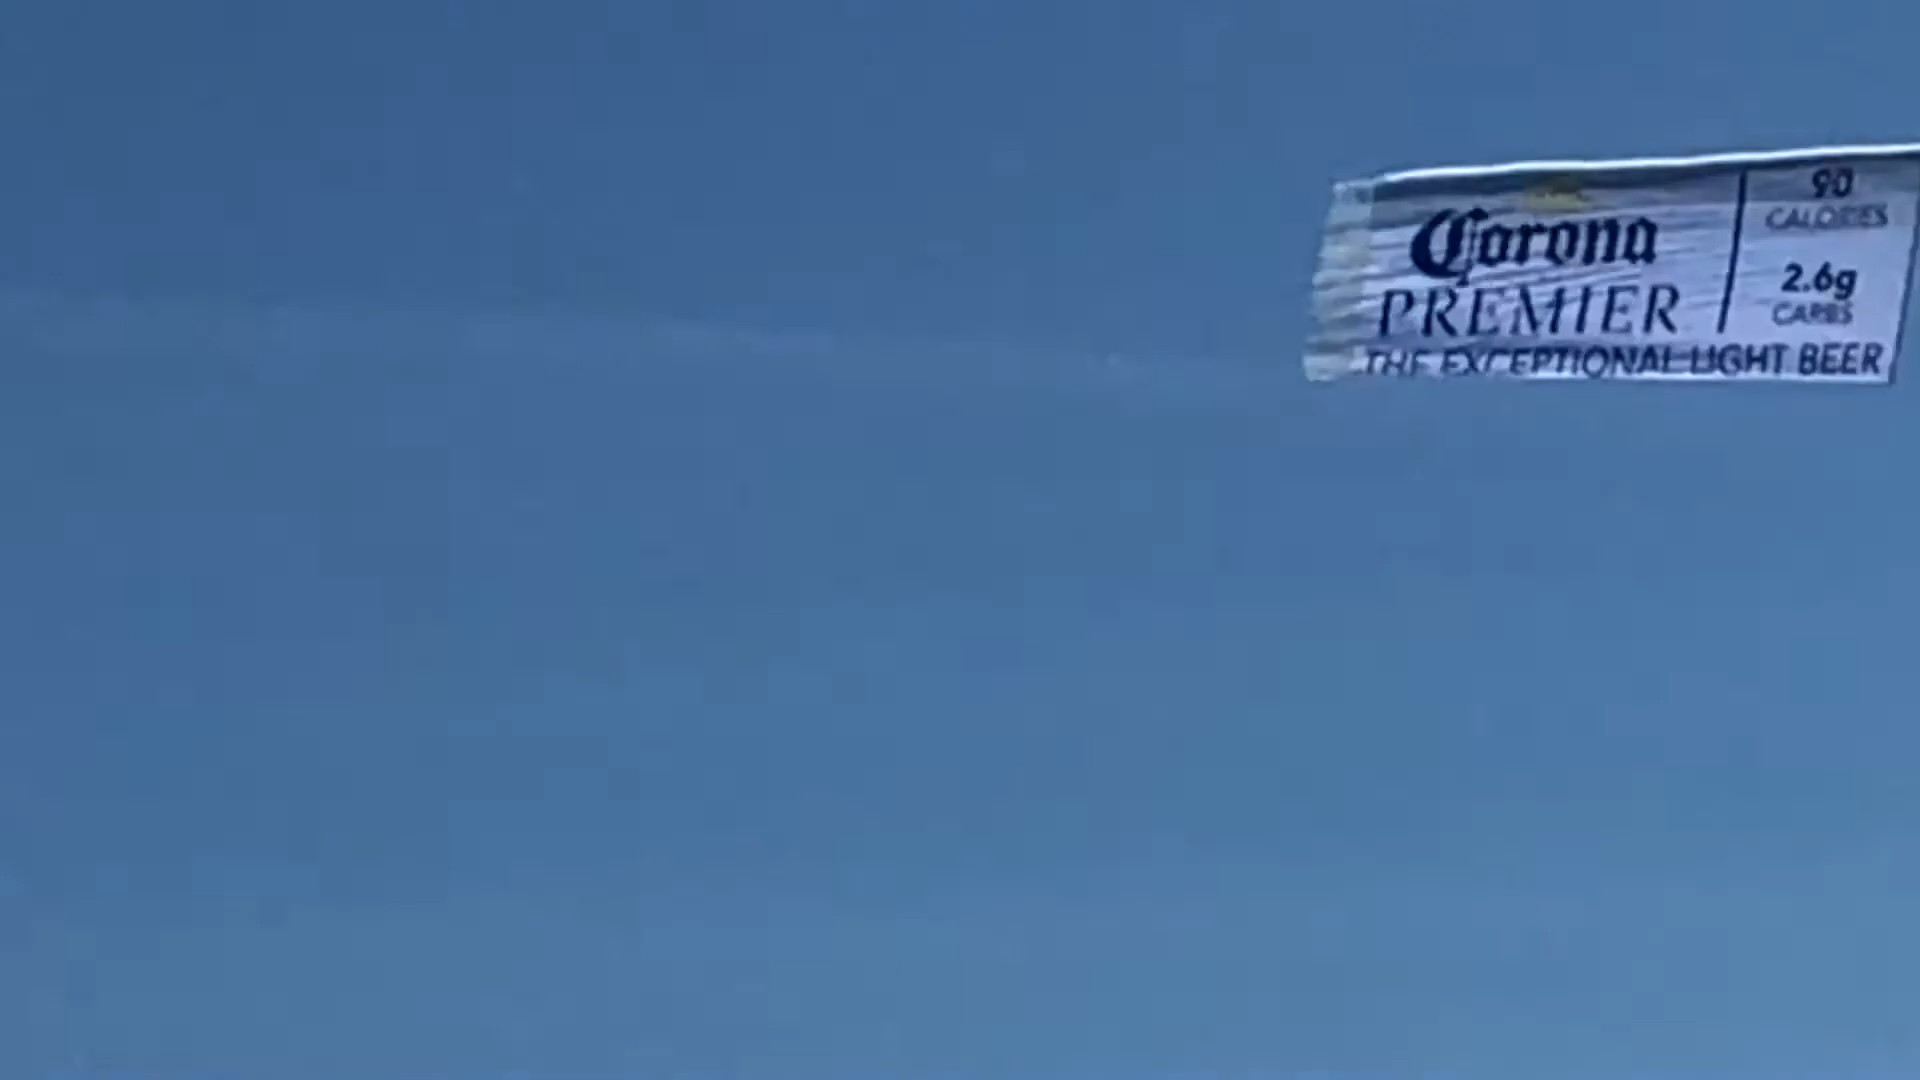 Corona
PREMIER
90
CALORIES
2.6g
CARBS
THE EXCEPTIONAL LIGHT BEER